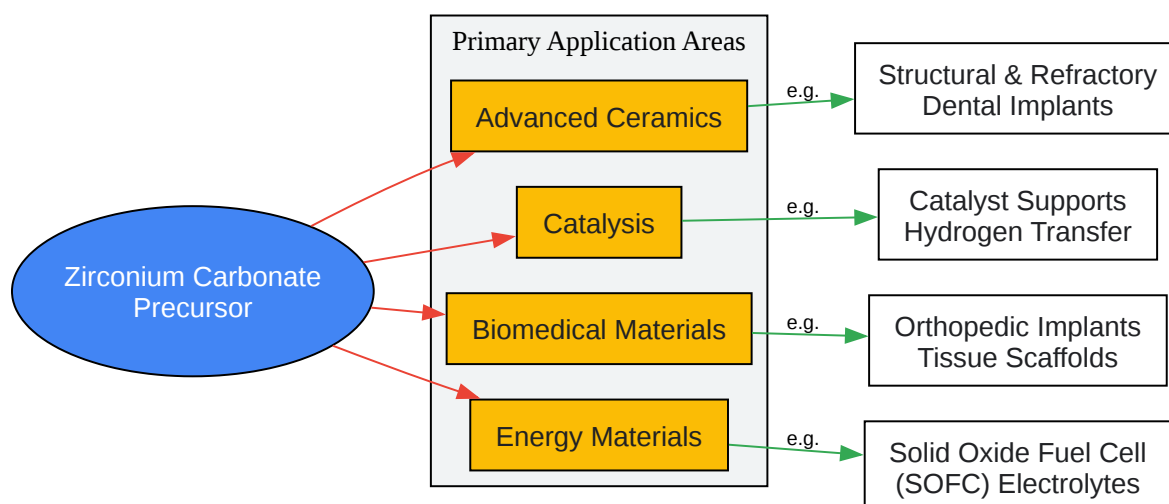 Primary Application Areas
Zirconium Carbonate
Precursor
Advanced Ceramics
e.g.
Structural & Refractory
Dental Implants
Catalysis
e.g.
Catalyst Supports
Hydrogen Transfer
Biomedical Materials
e.g.
Orthopedic Implants
Tissue Scaffolds
Energy Materials
e.g.
Solid Oxide Fuel Cell
(SOFC) Electrolytes